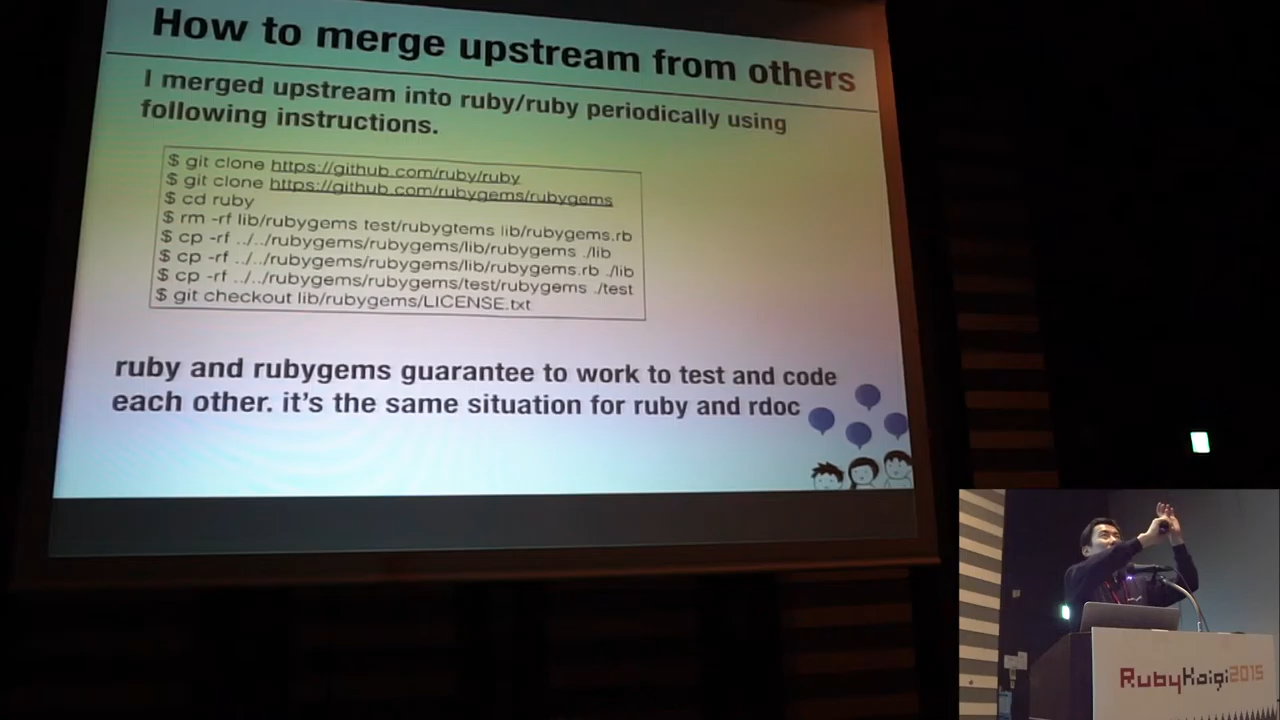 How to merge upstream from others
I merged upstream into ruby/ruby periodically using
following instructions.
$ git clone https://github.com/ruby/ruby
$ git clone https://github.com/rubygems/rubygems
$ cd ruby
$ rm -rf lib/rubygems test/rubygtems lib/rubygems.rb
$ cp -rf ../../rubygems/rubygems/lib/rubygems ./lib
$ cp -rf ../../rubygems/rubygems/lib/rubygems.rb ./lib
$ cp -rf ../../rubygems/rubygems/test/rubygems ./test
$ git checkout lib/rubygems/LICENSE.txt
ruby and rubygems guarantee to work to test and code
each other. it's the same situation for ruby and rdoc
RubyKaigi2015